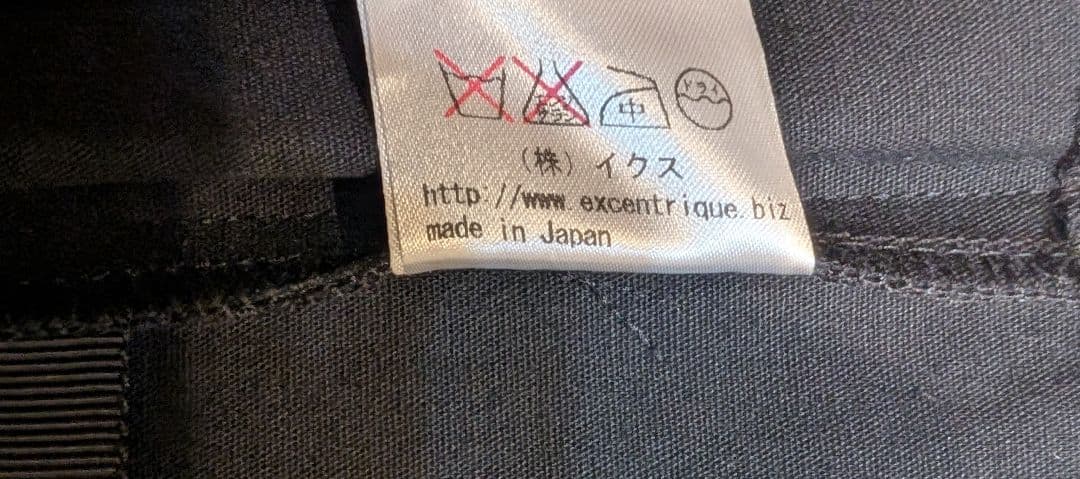 中 ドライ
（株）イクス
http://www.excentrique.biz
made in Japan